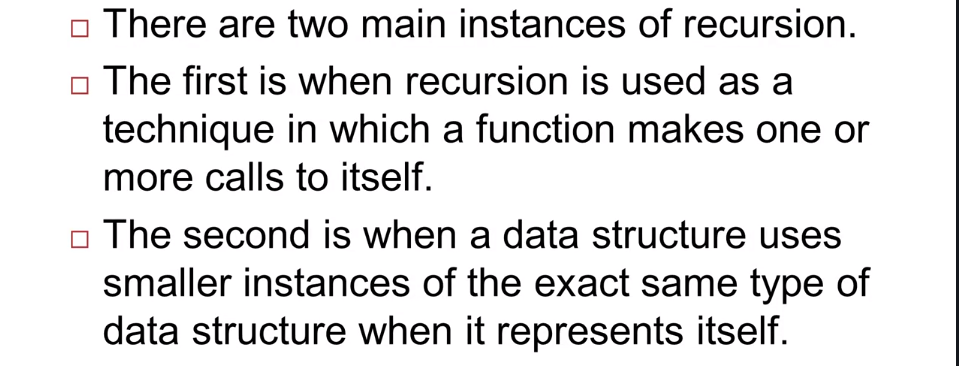 There are two main instances of recursion.
The first is when recursion is used as a
technique in which a function makes one or
more calls to itself.
The second is when a data structure uses
smaller instances of the exact same type of
data structure when it represents itself.